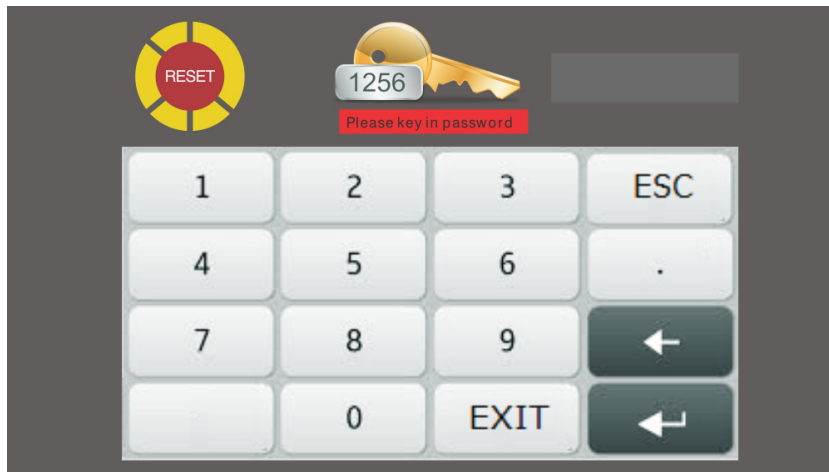 RESET
1256
Please key in password
1 2 3 ESC
4 5 6 .
7 8 9
0 EXIT